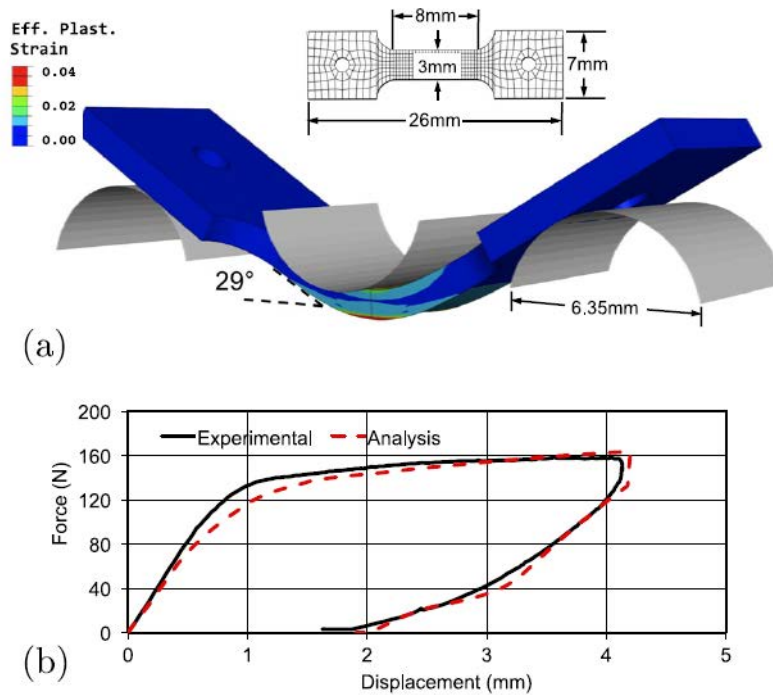 Eff. Plast.
Strain
0.04
0.02
0.00
8mm
3mm
7mm
26mm
29°
6.35mm
(a)
200
160
120
80
40
0
Force (N)
Experimental
Analysis
0 1 2 3 4 5
Displacement (mm)
(b)